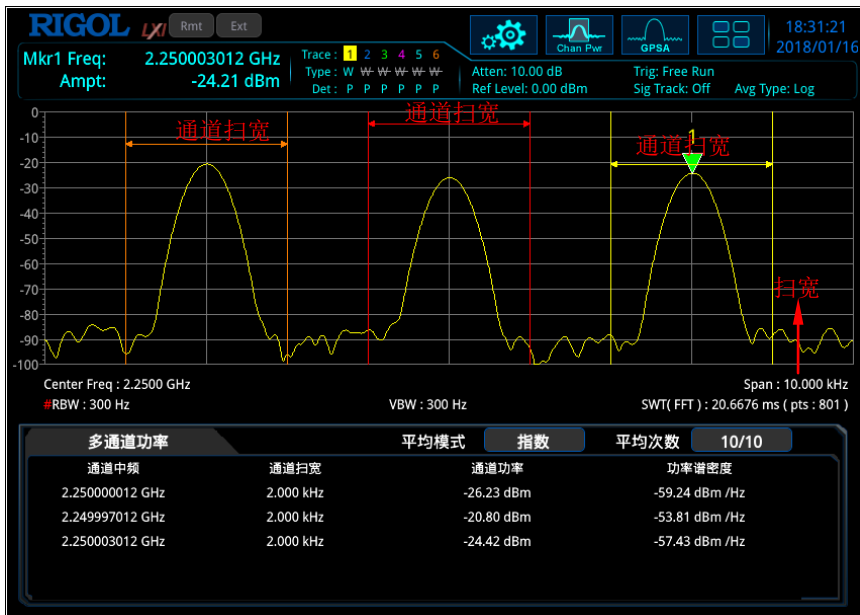 RIGOL LXI Rmt Ext
Chan Pwr GPSA 18:31:21
2018/01/16
Mkr1 Freq: 2.250003012 GHz
Ampt: -24.21 dBm
Trace: 1 2 3 4 5 6
Type: W W W W W W
Det: P P P P P P
Atten: 10.00 dB
Ref Level: 0.00 dBm
Trig: Free Run
Sig Track: Off Avg Type: Log
0
-10
-20
-30
-40
-50
-60
-70
-80
-90
-100
通道扫宽
通道扫宽
通道扫宽
1
扫宽
Center Freq : 2.2500 GHz Span : 10.000 kHz
#RBW : 300 Hz VBW : 300 Hz SWT( FFT ) : 20.6676 ms ( pts : 801 )
多通道功率 平均模式 指数 平均次数 10/10
通道中频 通道扫宽 通道功率 功率谱密度
2.250000012 GHz 2.000 kHz -26.23 dBm -59.24 dBm /Hz
2.249997012 GHz 2.000 kHz -20.80 dBm -53.81 dBm /Hz
2.250003012 GHz 2.000 kHz -24.42 dBm -57.43 dBm /Hz